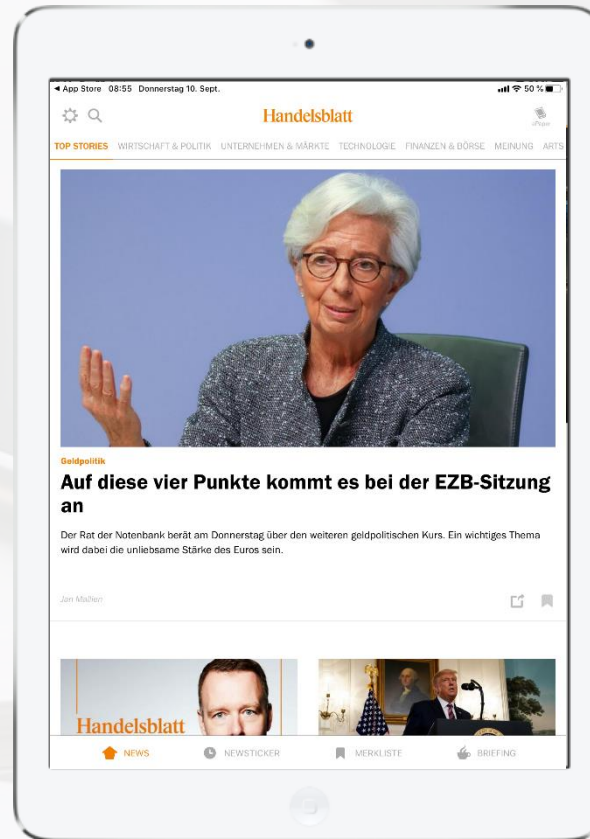 ◀ App Store 08:55 Donnerstag 10. Sept. 50 %
Handelsblatt
ePaper
TOP STORIES WIRTSCHAFT & POLITIK UNTERNEHMEN & MÄRKTE TECHNOLOGIE FINANZEN & BÖRSE MEINUNG ARTS
Geldpolitik
Auf diese vier Punkte kommt es bei der EZB-Sitzung
an
Der Rat der Notenbank berät am Donnerstag über den weiteren geldpolitischen Kurs. Ein wichtiges Thema
wird dabei die unliebsame Stärke des Euros sein.
Jan Mallien
Handelsblatt
NEWS NEWSTICKER MERKLISTE BRIEFING